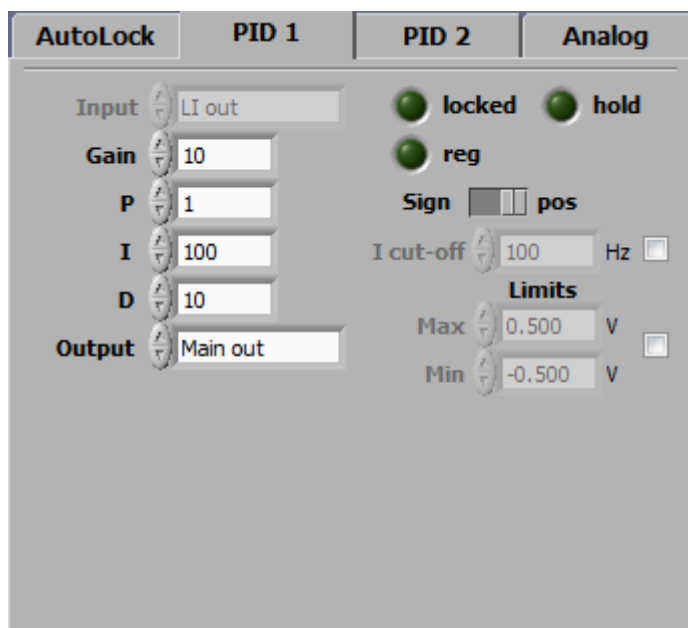 AutoLock PID 1 PID 2 Analog
Input LI out locked hold
Gain 10 reg
P 1 Sign pos
I 100 I cut-off 100 Hz
D 10 Limits
Output Main out Max 0.500 V
Min -0.500 V